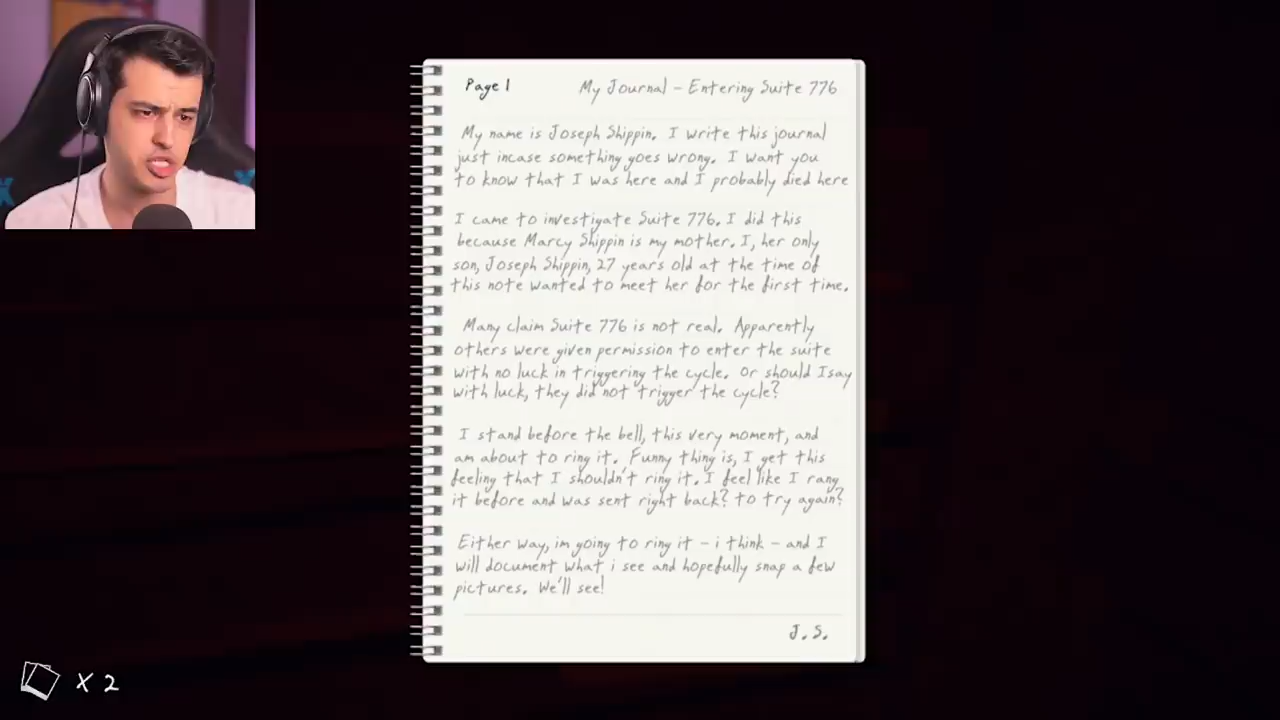 Page 1
My Journal - Entering Suite 776
My name is Joseph Shippin. I write this journal
just incase something goes wrong. I want you
to know that I was here and I probably died here
I came to investigate Suite 776. I did this
because Marcy Shippin is my mother. I, her only
son, Joseph Shippin, 27 years old at the time of
this note wanted to meet her for the first time.
Many claim Suite 776 is not real. Apparently
others were given permission to enter the suite
with no luck in triggering the cycle. Or should I say
with luck, they did not trigger the cycle?
I stand before the bell, this very moment, and
am about to ring it. Funny thing is, I get this
feeling that I shouldn't ring it. I feel like I rang
it before and was sent right back? to try again?
Either way, im going to ring it - i think - and I
will document what i see and hopefully snap a few
pictures. We'll see!
J. S.
X 2